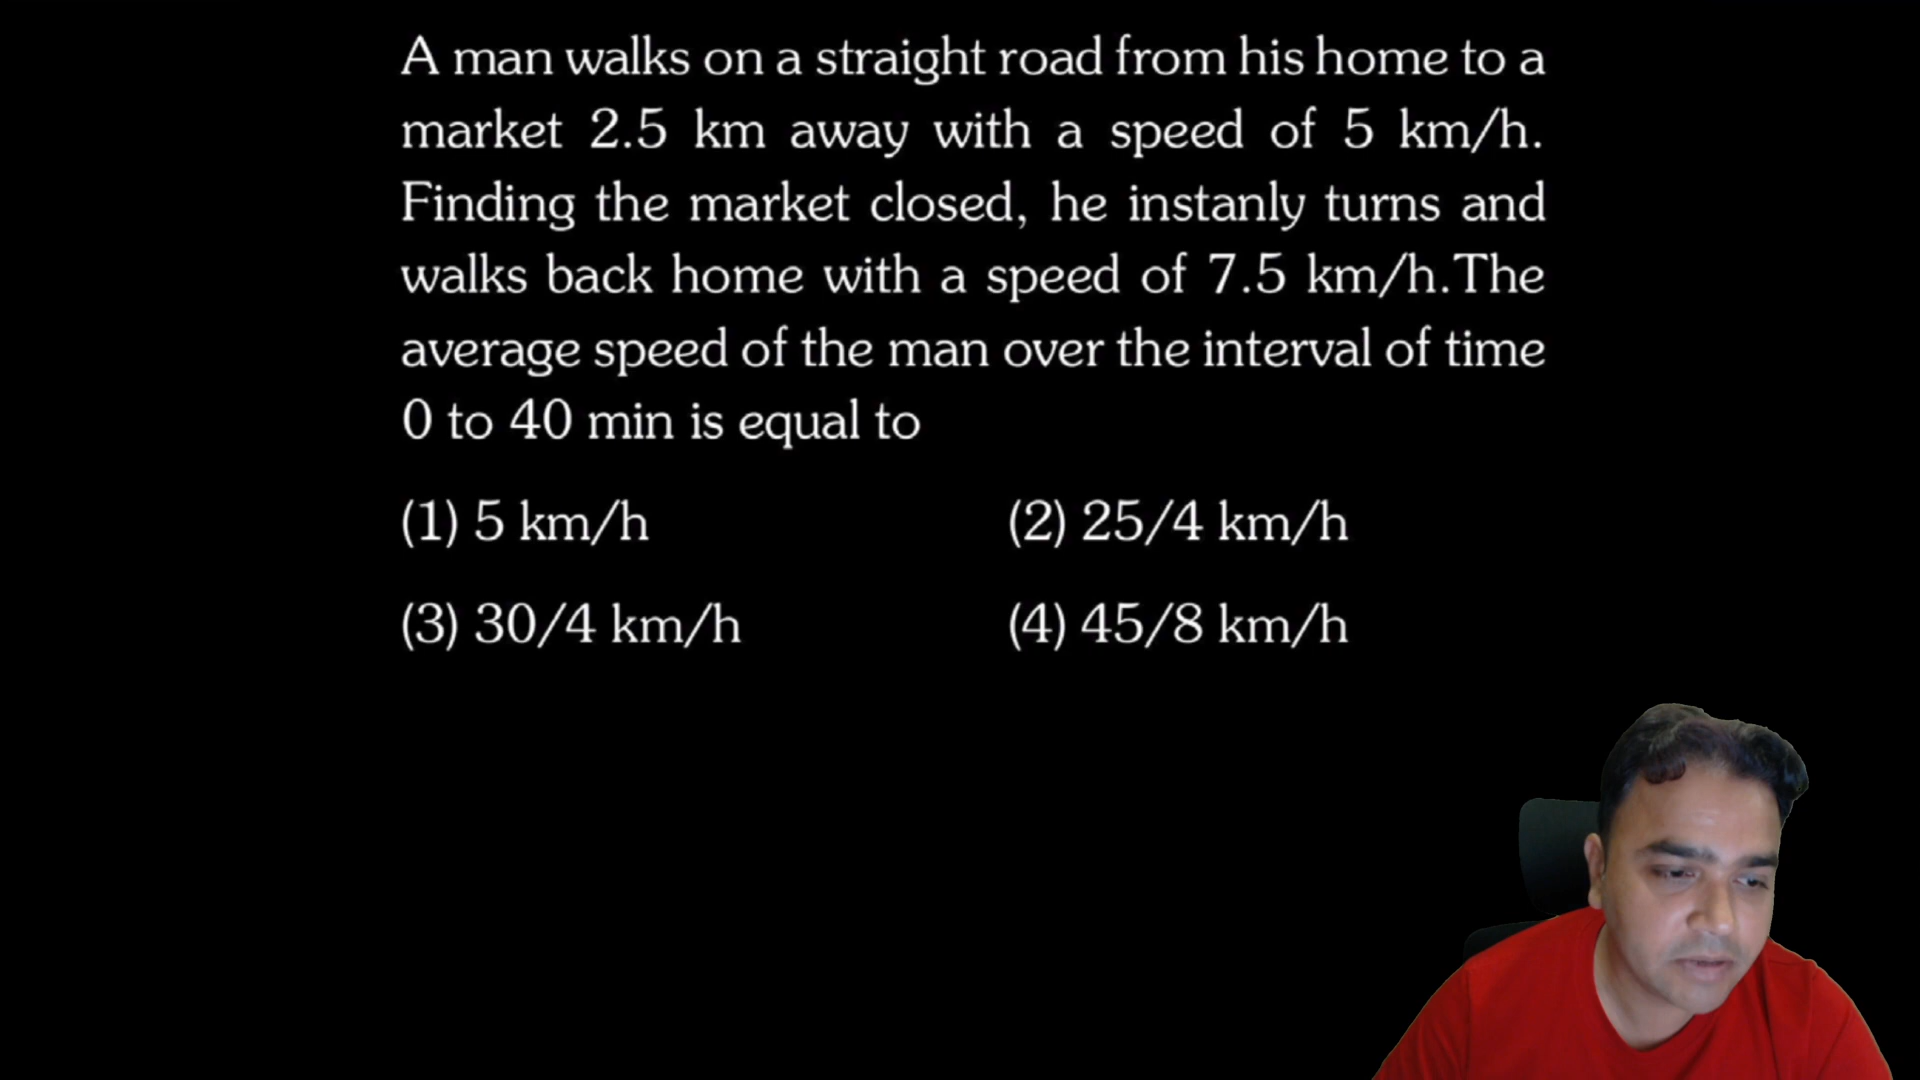 A man walks on a straight road from his home to a
market 2.5 km away with a speed of 5 km/h.
Finding the market closed, he instanly turns and
walks back home with a speed of 7.5 km/h.The
average speed of the man over the interval of time
0 to 40 min is equal to
(1) 5 km/h (2) 25/4 km/h
(3) 30/4 km/h (4) 45/8 km/h